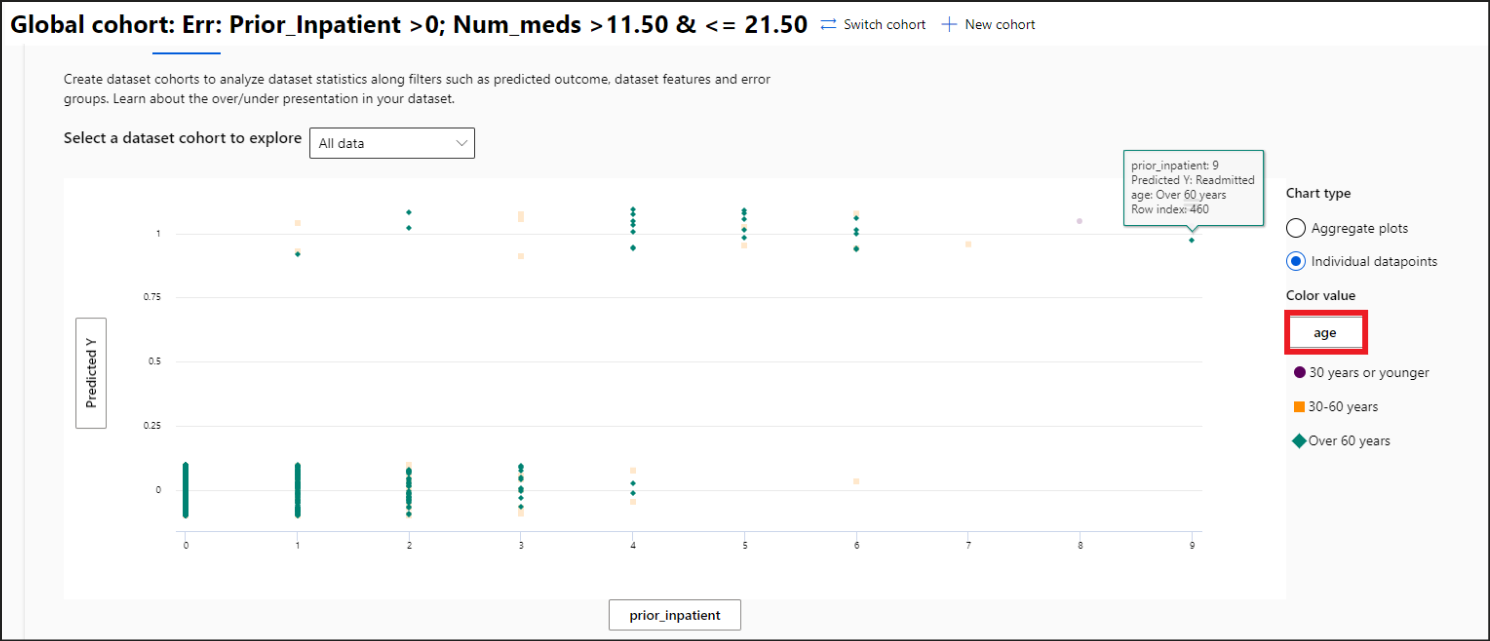 Global cohort: Err: Prior_Inpatient >0; Num_meds >11.50 & <= 21.50
Switch cohort
New cohort
Create dataset cohorts to analyze dataset statistics along filters such as predicted outcome, dataset features and error
groups. Learn about the over/under presentation in your dataset.
Select a dataset cohort to explore
All data
prior_inpatient: 9
Predicted Y: Readmitted
age: Over 60 years
Row index: 460
Chart type
Aggregate plots
Individual datapoints
Color value
age
30 years or younger
30-60 years
Over 60 years
Predicted Y
1
0.75
0.5
0.25
0
0 1 2 3 4 5 6 7 8 9
prior_inpatient